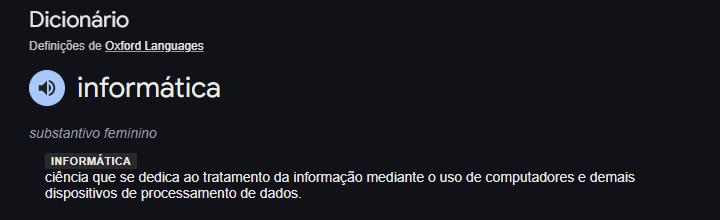 Dicionário
Definições de Oxford Languages
informática
substantivo feminino
INFORMÁTICA
ciência que se dedica ao tratamento da informação mediante o uso de computadores e demais
dispositivos de processamento de dados.